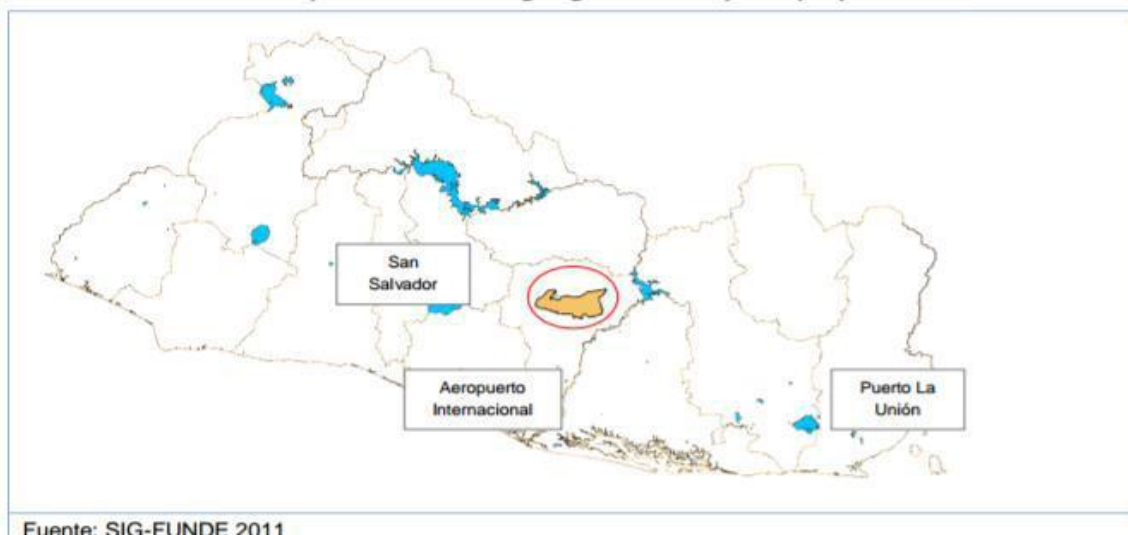 San
Salvador
Aeropuerto
Internacional
Puerto La
Unión
Fuente: SIG-FUNDE 2011